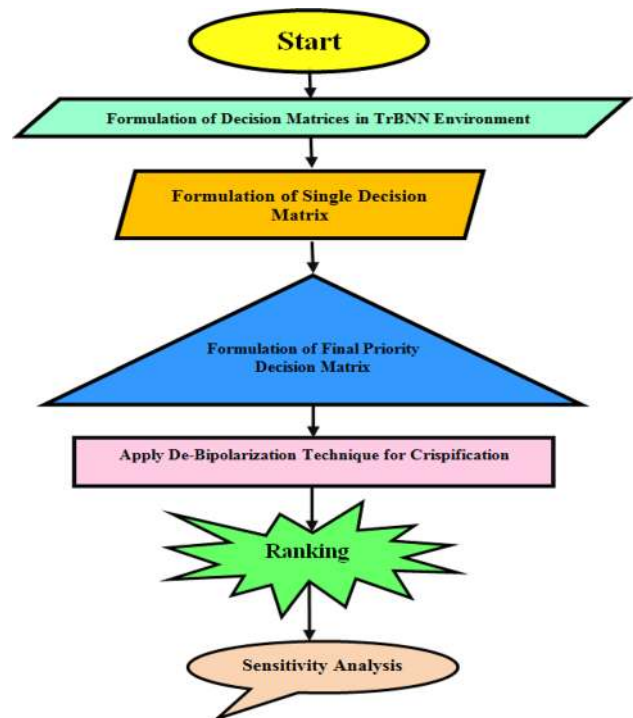 Start
Formulation of Decision Matrices in TrBNN Environment
Formulation of Single Decision
Matrix
Formulation of Final Priority
Decision Matrix
Apply De-Bipolarization Technique for Crispification
Ranking
Sensitivity Analysis